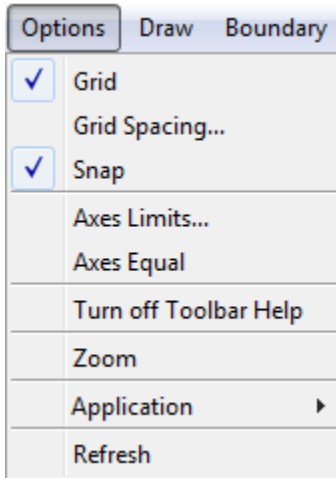 Options Draw Boundary
Grid
Grid Spacing...
Snap
Axes Limits...
Axes Equal
Turn off Toolbar Help
Zoom
Application
Refresh